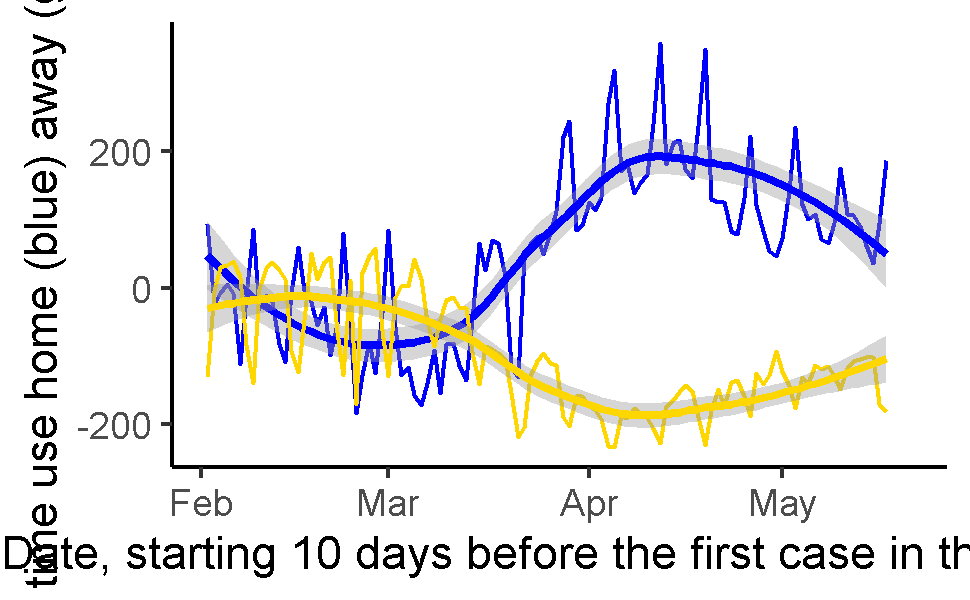 time use home (blue) away (
200
0
-200
Feb Mar Apr May
Date, starting 10 days before the first case in th